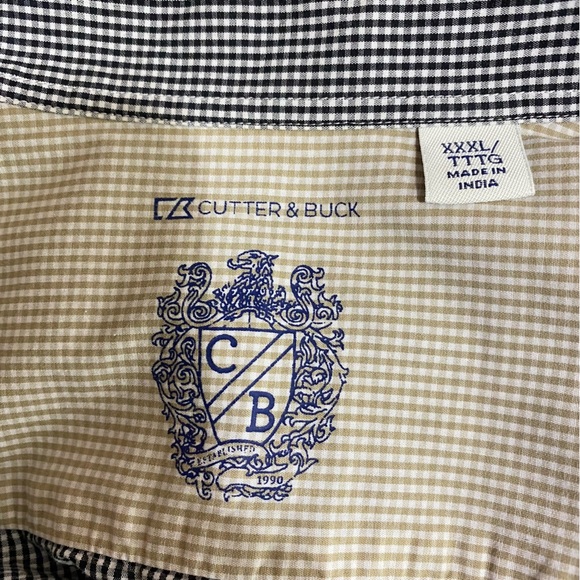 XXXL/
TTTG
MADE IN
INDIA
CUTTER & BUCK
C
B
ESTABLISHED
1990